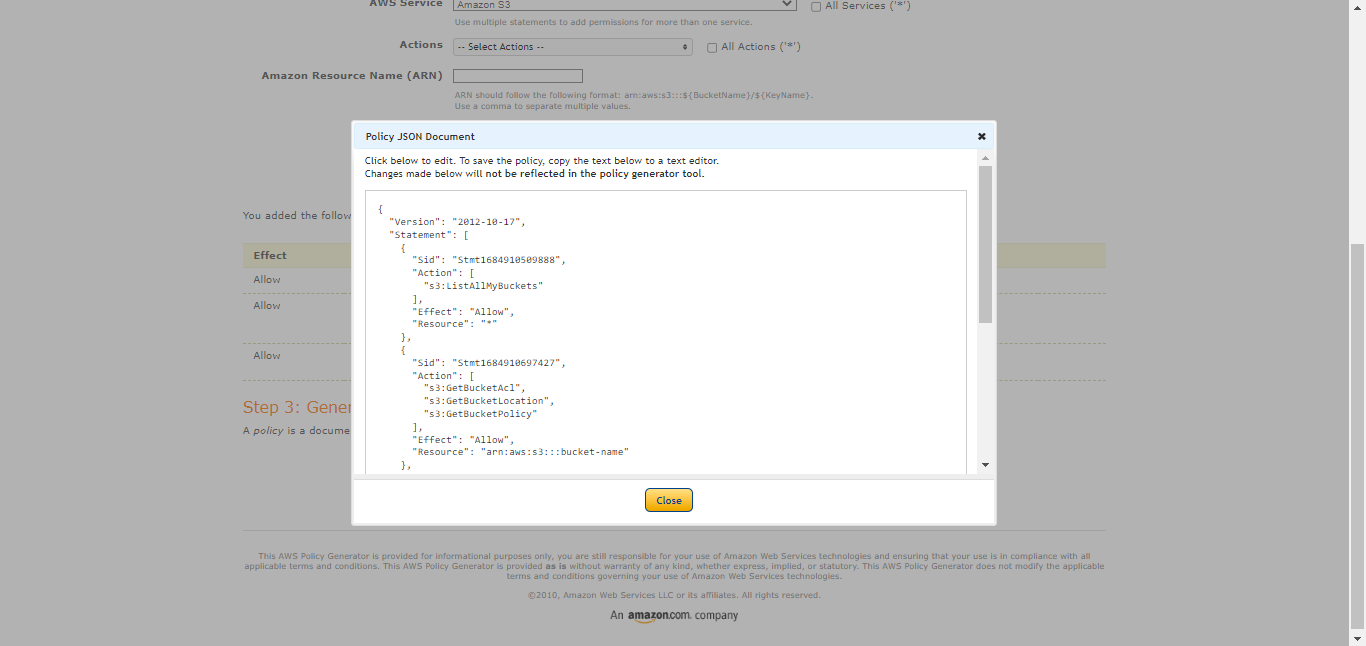 AWS Service
Amazon S3
All Services ('*')
Use multiple statements to add permissions for more than one service.
Actions
-- Select Actions --
All Actions ('*')
Amazon Resource Name (ARN)
ARN should follow the following format: arn:aws:s3:::${BucketName}/${KeyName}.
Use a comma to separate multiple values.
Policy JSON Document
Click below to edit. To save the policy, copy the text below to a text editor.
Changes made below will not be reflected in the policy generator tool.
{
"Version": "2012-10-17",
"Statement": [
{
"Sid": "Stmt1684910509888",
"Action": [
"s3:ListAllMyBuckets"
],
"Effect": "Allow",
"Resource": "*"
},
{
"Sid": "Stmt1684910697427",
"Action": [
"s3:GetBucketAcl",
"s3:GetBucketLocation",
"s3:GetBucketPolicy"
],
"Effect": "Allow",
"Resource": "arn:aws:s3:::bucket-name"
},
Close
You added the follow
Effect
Allow
Allow
Allow
Step 3: Gener
A policy is a docume
This AWS Policy Generator is provided for informational purposes only, you are still responsible for your use of Amazon Web Services technologies and ensuring that your use is in compliance with all
applicable terms and conditions. This AWS Policy Generator is provided as is without warranty of any kind, whether express, implied, or statutory. This AWS Policy Generator does not modify the applicable
terms and conditions governing your use of Amazon Web Services technologies.
©2010, Amazon Web Services LLC or its affiliates. All rights reserved.
An amazon.com company